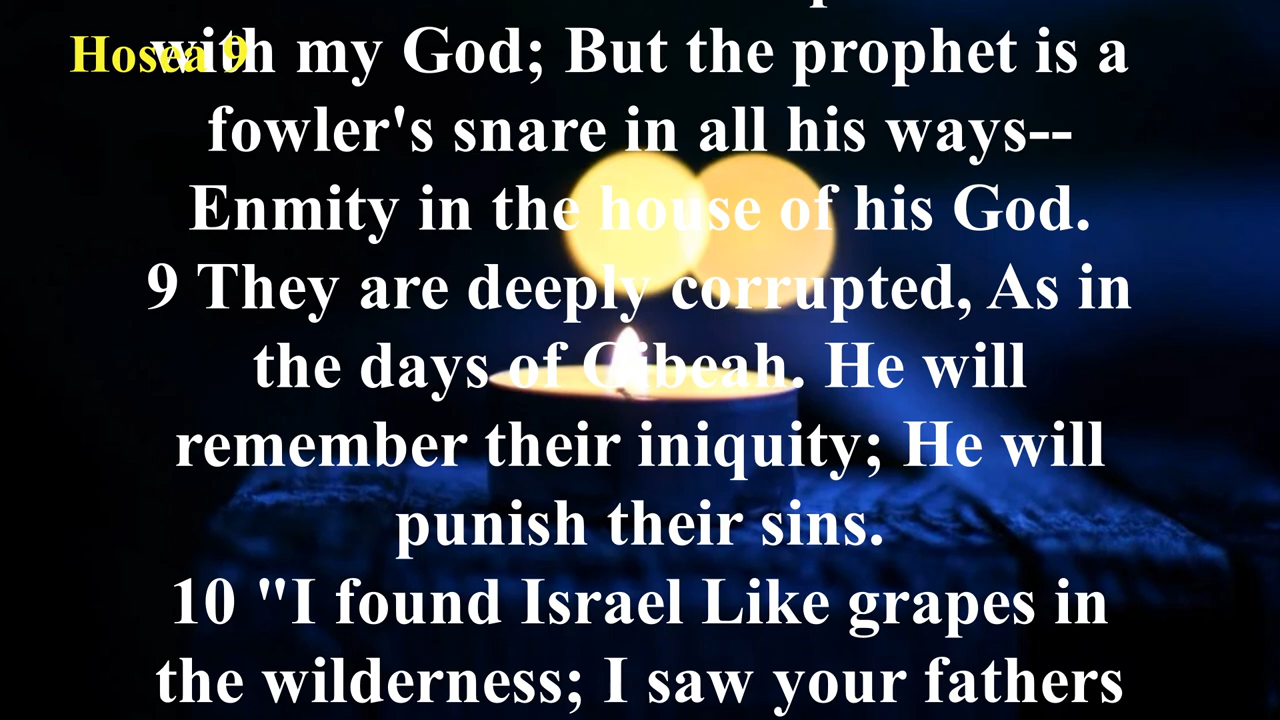 Hosea 9
with my God; But the prophet is a
fowler's snare in all his ways--
Enmity in the house of his God.
9 They are deeply corrupted, As in
the days of Gibeah. He will
remember their iniquity; He will
punish their sins.
10 "I found Israel Like grapes in
the wilderness; I saw your fathers